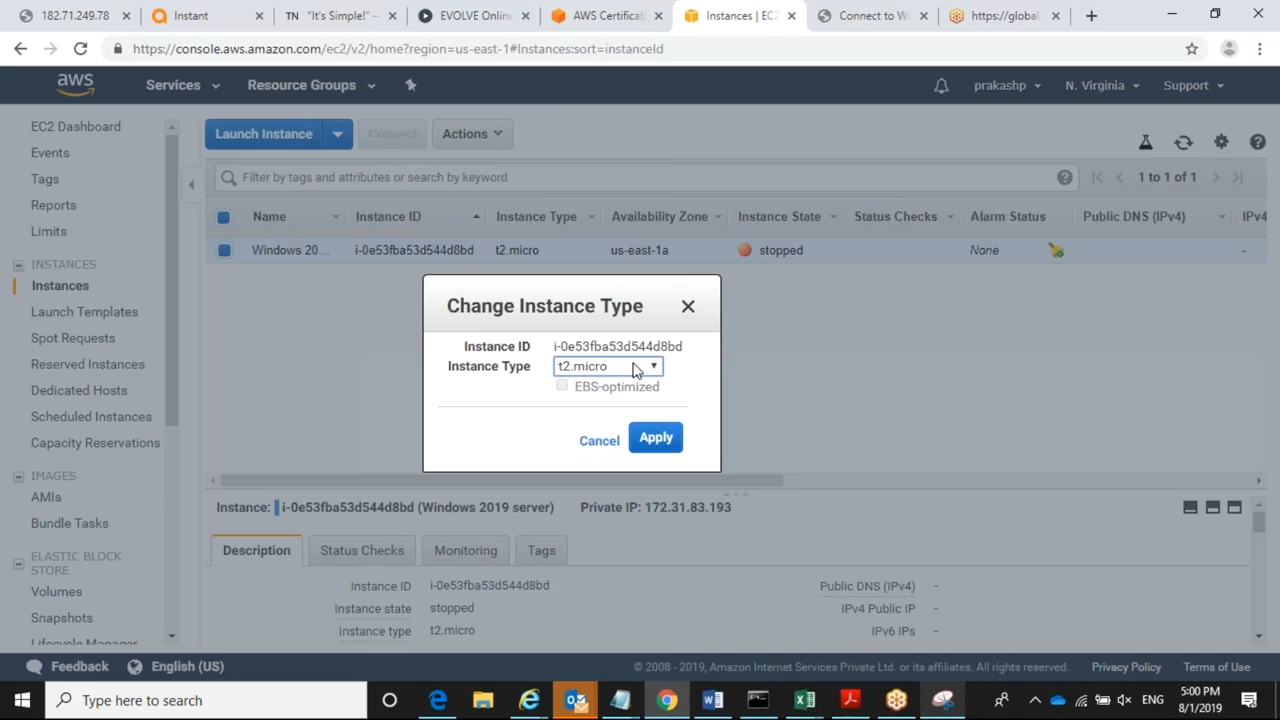 182.71.249.78
Instant
"It's Simple!" –
EVOLVE Online
AWS Certificati
Instances | EC2
Connect to Wi
https://global
https://console.aws.amazon.com/ec2/v2/home?region=us-east-1#Instances:sort=instanceId
aws
Services
Resource Groups
prakashp
N. Virginia
Support
EC2 Dashboard
Events
Tags
Reports
Limits
INSTANCES
Instances
Launch Templates
Spot Requests
Reserved Instances
Dedicated Hosts
Scheduled Instances
Capacity Reservations
IMAGES
AMIs
Bundle Tasks
ELASTIC BLOCK
STORE
Volumes
Snapshots
Lifecycle Manager
Launch Instance
Connect
Actions
Filter by tags and attributes or search by keyword
1 to 1 of 1
Name
Instance ID
Instance Type
Availability Zone
Instance State
Status Checks
Alarm Status
Public DNS (IPv4)
IPv4
Windows 20...
i-0e53fba53d544d8bd
t2.micro
us-east-1a
stopped
None
-
Change Instance Type
Instance ID i-0e53fba53d544d8bd
Instance Type t2.micro
EBS-optimized
Cancel
Apply
Instance: i-0e53fba53d544d8bd (Windows 2019 server) Private IP: 172.31.83.193
Description
Status Checks
Monitoring
Tags
Instance ID i-0e53fba53d544d8bd
Public DNS (IPv4) -
Instance state stopped
IPv4 Public IP -
Instance type t2.micro
IPv6 IPs -
Feedback
English (US)
© 2008 - 2019, Amazon Internet Services Private Ltd. or its affiliates. All rights reserved.
Privacy Policy
Terms of Use
Type here to search
ENG
5:00 PM
8/1/2019